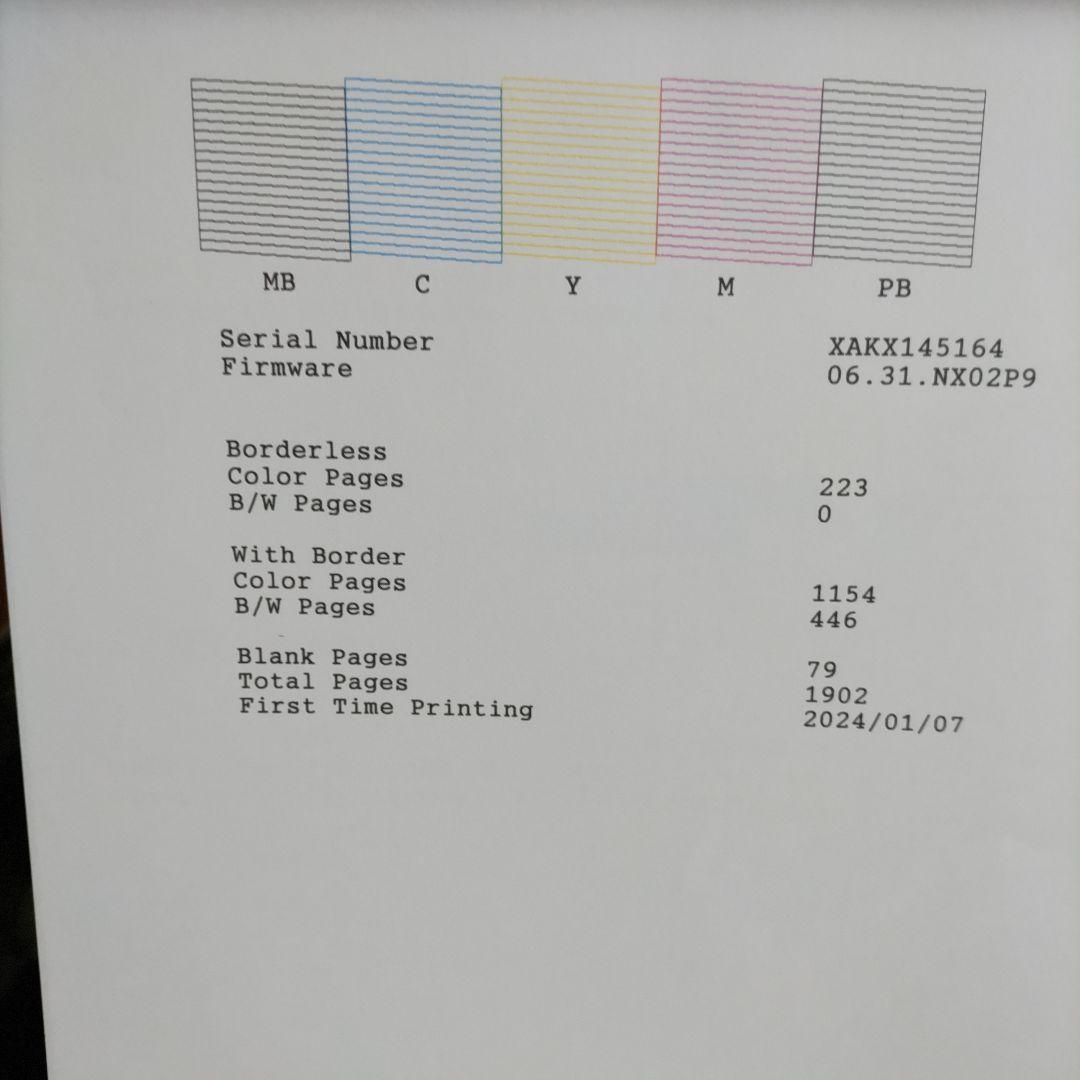 MB C Y M PB
Serial Number XAKX145164
Firmware 06.31.NX02P9
Borderless
Color Pages 223
B/W Pages 0
With Border
Color Pages 1154
B/W Pages 446
Blank Pages 79
Total Pages 1902
First Time Printing 2024/01/07